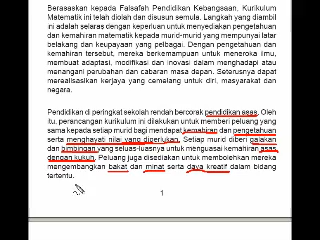 Berasaskan kepada Falsafah Pendidikan Kebangsaan, Kurikulum
Matematik ini telah diolah dan disusun semula. Langkah yang diambil
ini adalah selaras dengan keperluan untuk menyediakan pengetahuan
dan kemahiran matematik kepada murid-murid yang mempunyai latar
belakang dan keupayaan yang pelbagai. Dengan pengetahuan dan
kemahiran tersebut, mereka berkemampuan untuk meneroka ilmu,
membuat adaptasi, modifikasi dan inovasi dalam menghadapi atau
menangani perubahan dan cabaran masa depan. Seterusnya dapat
merealisasikan kerjaya yang cemerlang dalam untuk diri, masyarakat
dan negara.
Pendidikan di peringkat sekolah rendah bercorak pendidikan asas. Oleh
itu, perancangan kurikulum ini dilakukan untuk memberi peluang yang
sama kepada setiap murid bagi mendapat kemahiran dan pengetahuan
serta menghayati nilai yang diperlukan. Setiap murid diberi galakan
dan bimbingan yang seluas-luasnya untuk menguasai kemahiran asas
dengan kukuh. Peluang juga disediakan untuk membolehkan mereka
mengembangkan bakat dan minat serta daya kreatif dalam bidang
tertentu.
1